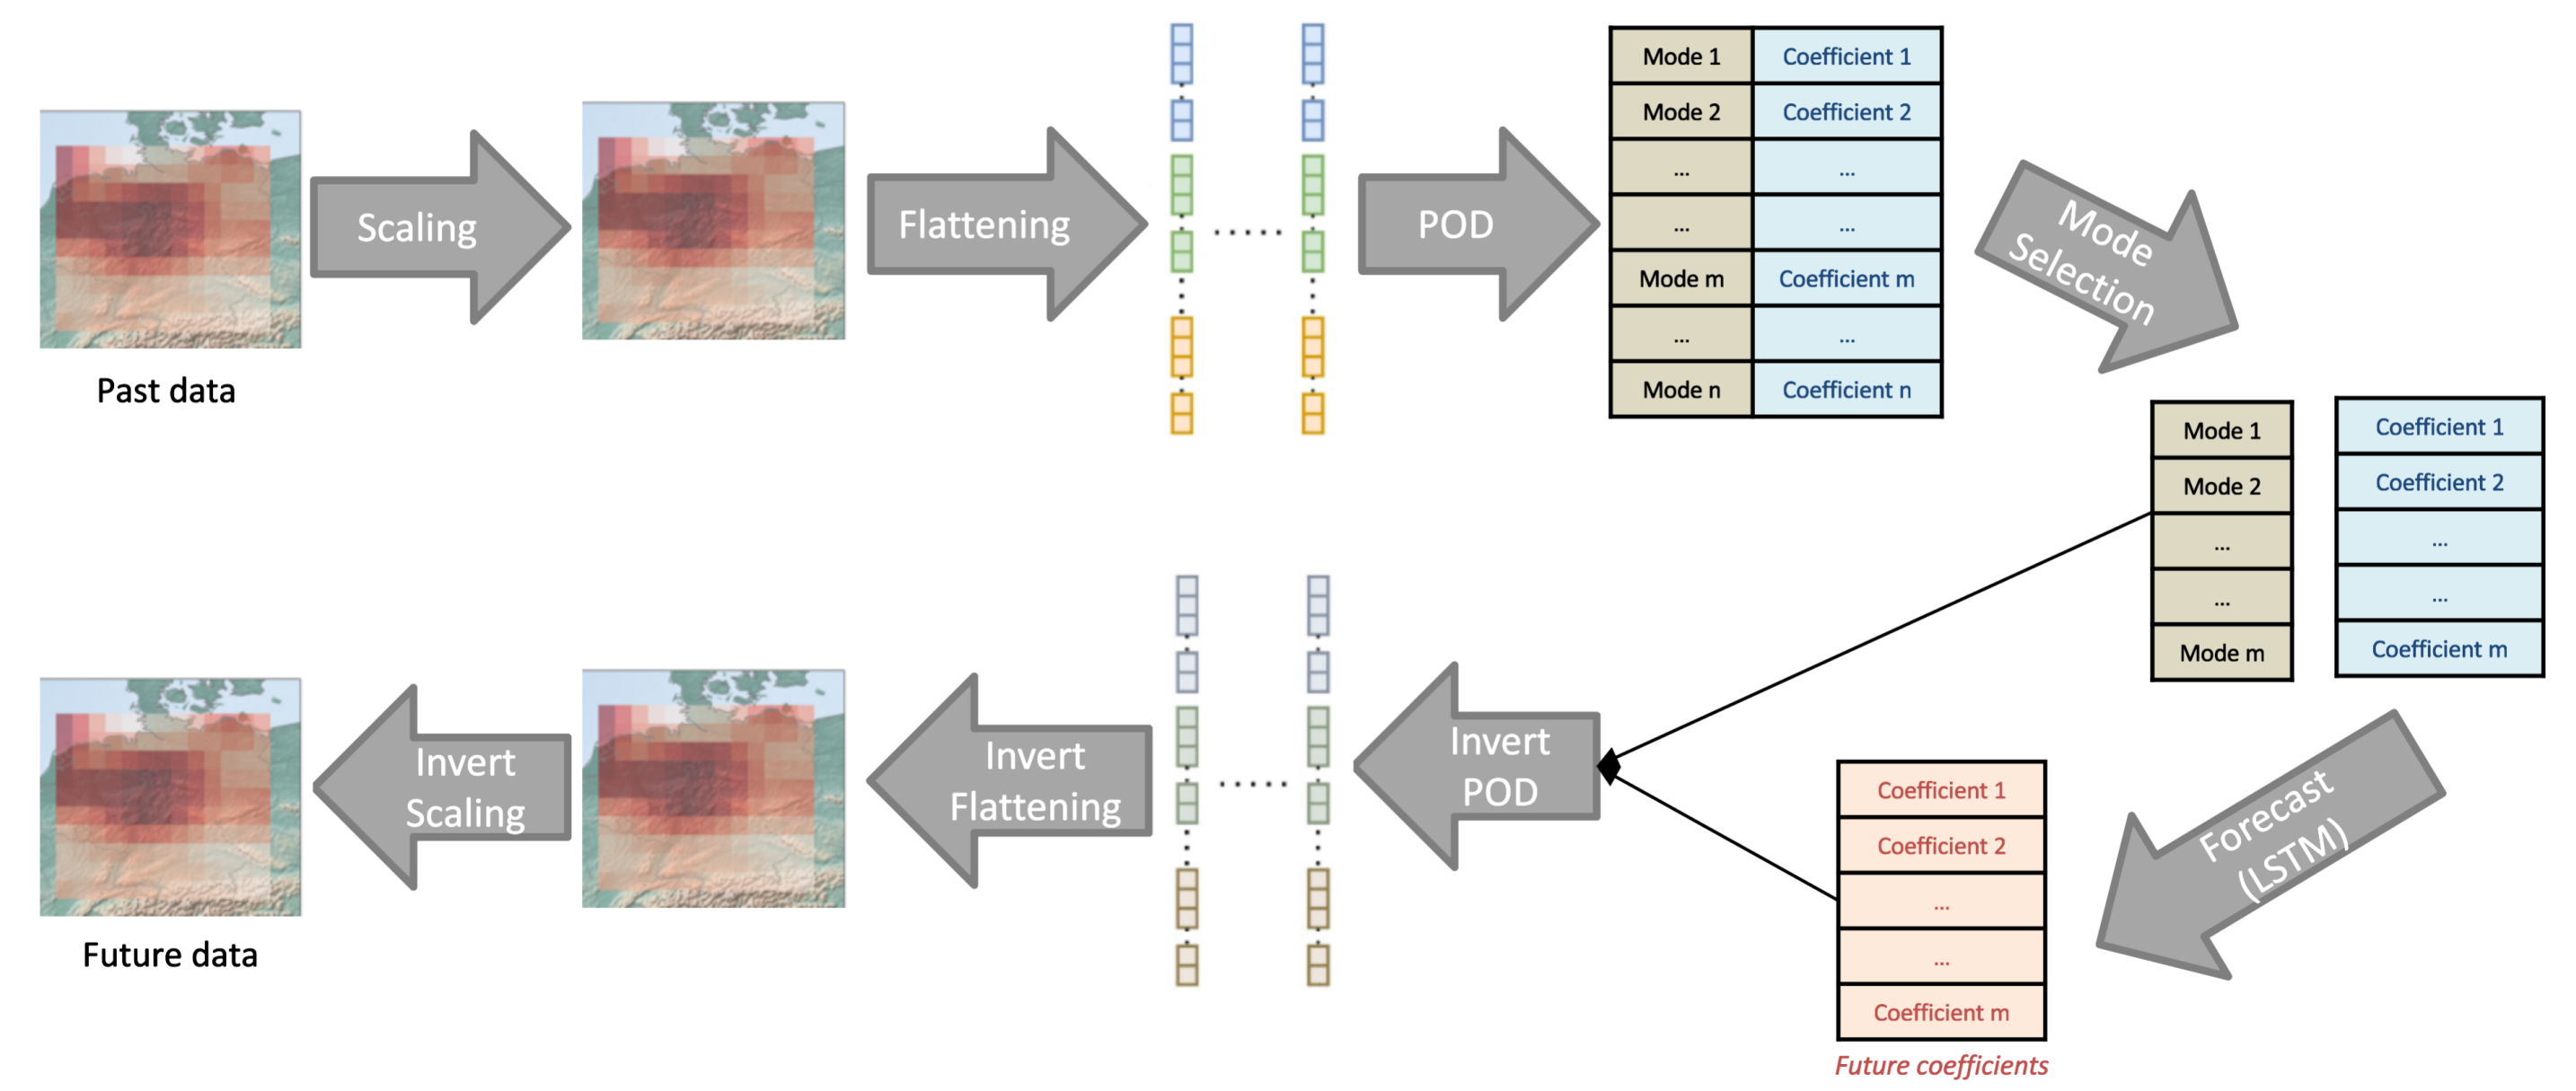 Past data
Scaling
Flattening
POD
Mode 1 Coefficient 1
Mode 2 Coefficient 2
... ...
... ...
Mode m Coefficient m
... ...
Mode n Coefficient n
Mode
Selection
Mode 1 Coefficient 1
Mode 2 Coefficient 2
... ...
... ...
Mode m Coefficient m
Forecast
(LSTM)
Coefficient 1
Coefficient 2
...
...
Coefficient m
Future coefficients
Invert
POD
Invert
Flattening
Invert
Scaling
Future data